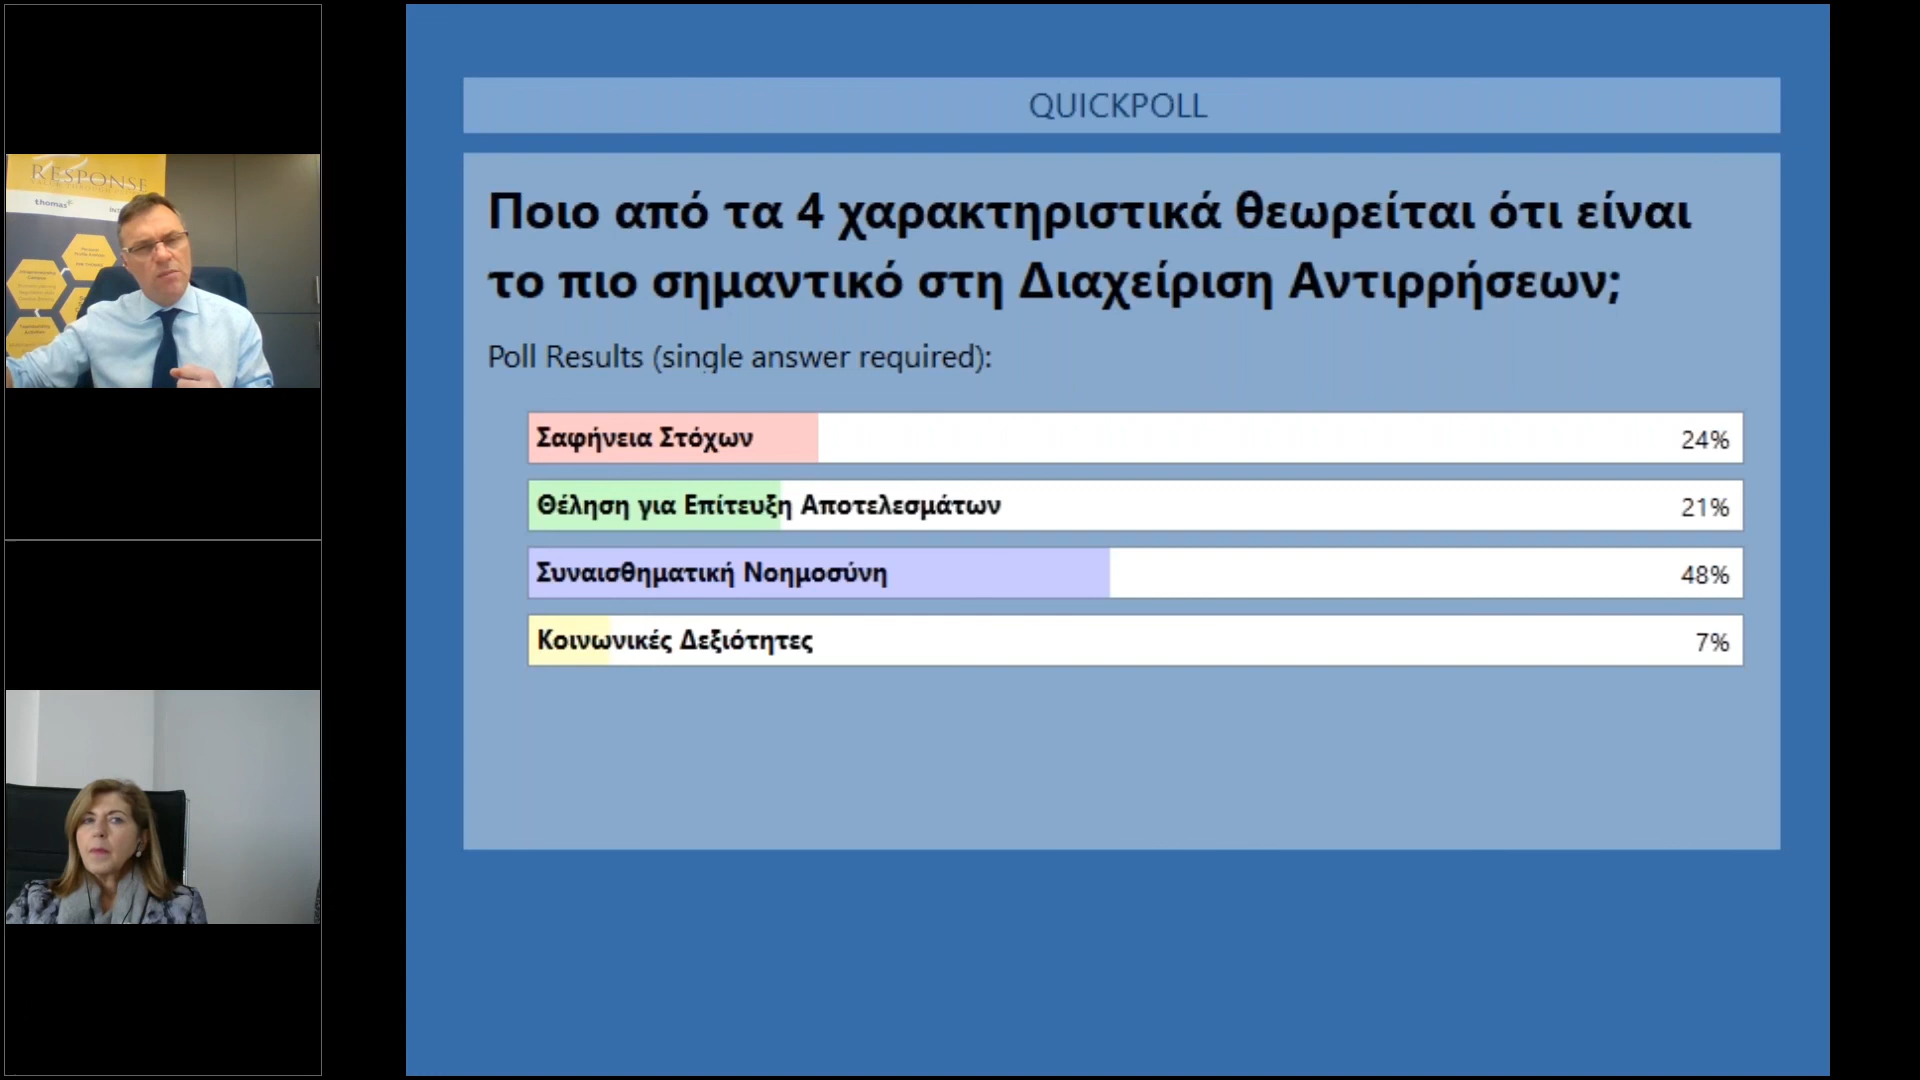 RESPONSE
thomas
QUICKPOLL
Ποιο από τα 4 χαρακτηριστικά θεωρείται ότι είναι
το πιο σημαντικό στη Διαχείριση Αντιρρήσεων;
Poll Results (single answer required):
Σαφήνεια Στόχων 24%
Θέληση για Επίτευξη Αποτελεσμάτων 21%
Συναισθηματική Νοημοσύνη 48%
Κοινωνικές Δεξιότητες 7%